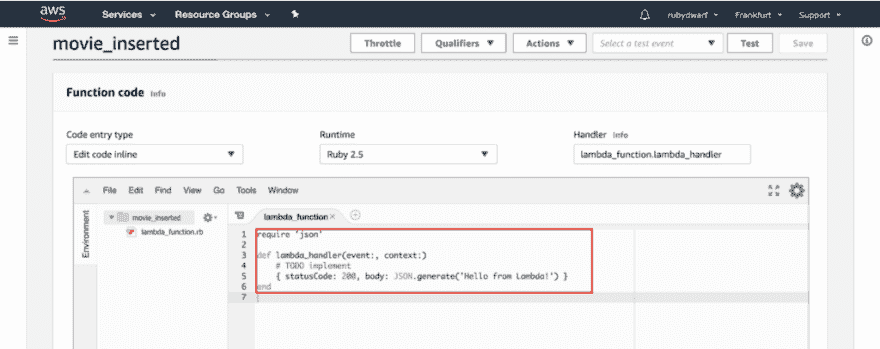 aws Services Resource Groups rubydwarf Frankfurt Support
movie_inserted Throttle Qualifiers Actions Select a test event Test Save
Function code Info
Code entry type Runtime Handler Info
Edit code inline Ruby 2.5 lambda_function.lambda_handler
File Edit Find View Go Tools Window
Environment
movie_inserted lambda_function
lambda_function.rb
1 require 'json'
2
3 def lambda_handler(event:, context:)
4 # TODO implement
5 { statusCode: 200, body: JSON.generate('Hello from Lambda!') }
6 end
7